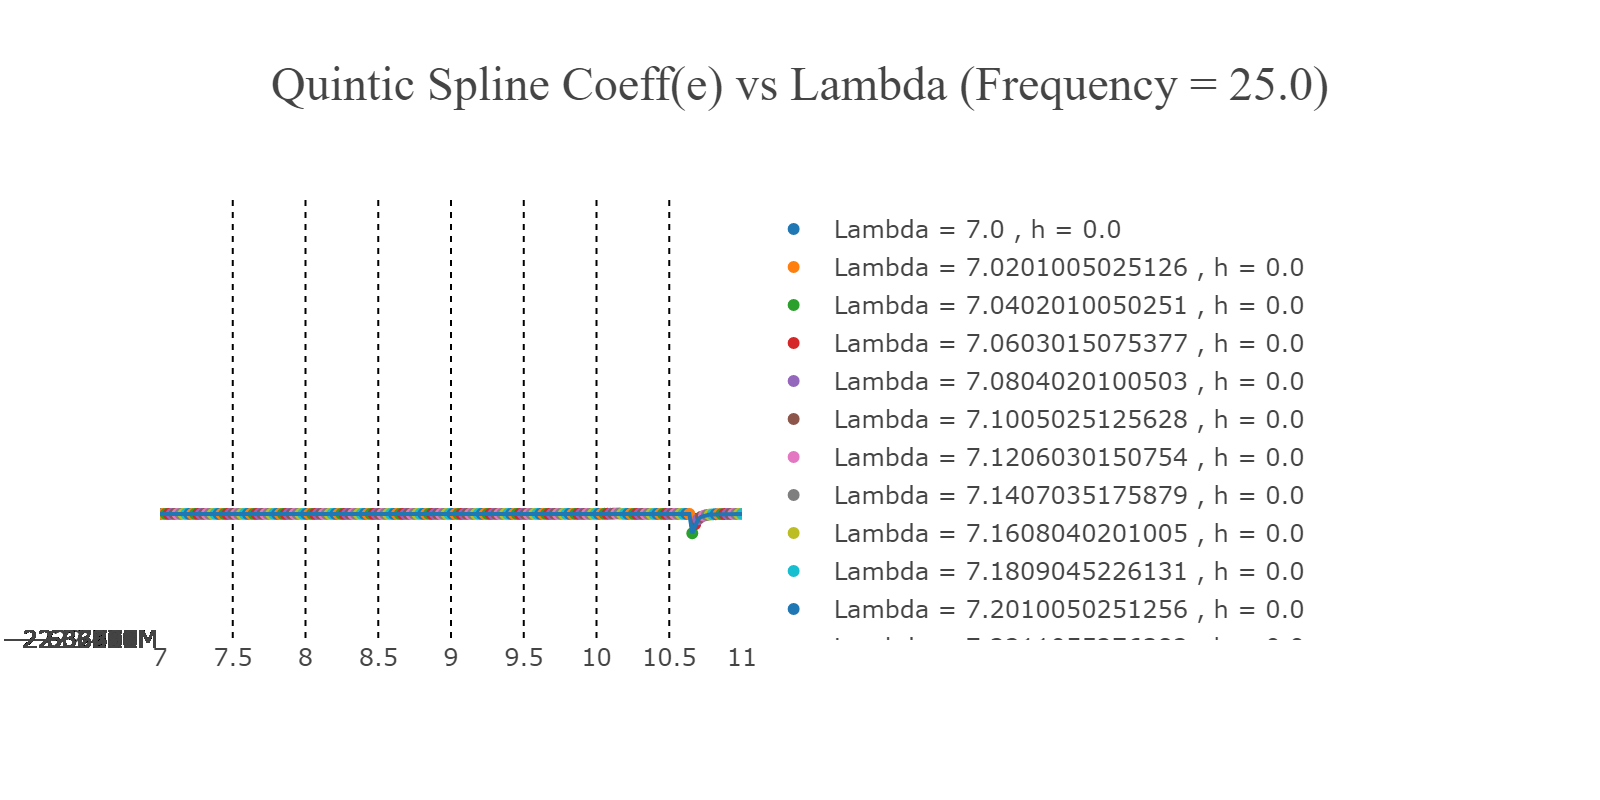 Quintic Spline Coeff(e) vs Lambda (Frequency = 25.0)
Lambda = 7.0 , h = 0.0
Lambda = 7.0201005025126 , h = 0.0
Lambda = 7.0402010050251 , h = 0.0
Lambda = 7.0603015075377 , h = 0.0
Lambda = 7.0804020100503 , h = 0.0
Lambda = 7.1005025125628 , h = 0.0
Lambda = 7.1206030150754 , h = 0.0
Lambda = 7.1407035175879 , h = 0.0
Lambda = 7.1608040201005 , h = 0.0
Lambda = 7.1809045226131 , h = 0.0
Lambda = 7.2010050251256 , h = 0.0
7 7.5 8 8.5 9 9.5 10 10.5 11